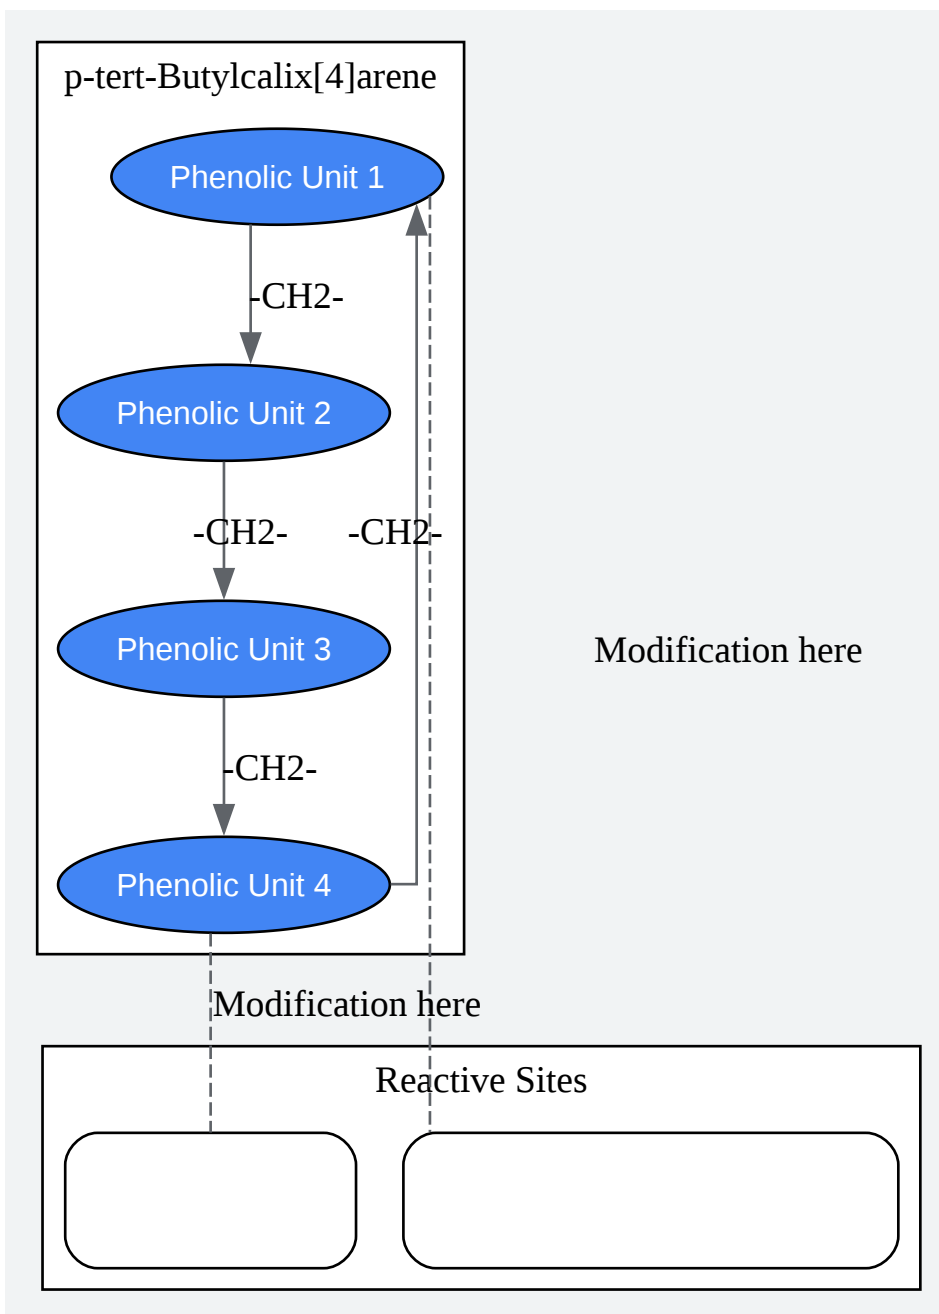 p-tert-Butylcalix[4]arene
Phenolic Unit 1
-CH2-
Phenolic Unit 2
-CH2-
-CH2-
Phenolic Unit 3
Modification here
-CH2-
Phenolic Unit 4
Modification here
Reactive Sites